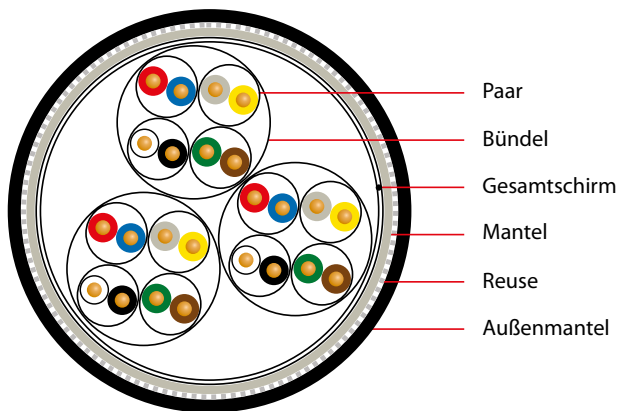 Paar
Bündel
Gesamtschirm
Mantel
Reuse
Außenmantel